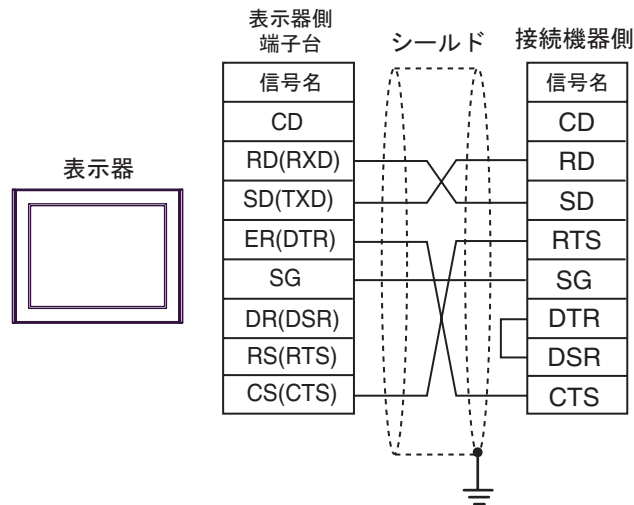 表示器
表示器側
端子台
シールド
接続機器側
信号名
信号名
CD
CD
RD(RXD)
RD
SD(TXD)
SD
ER(DTR)
RTS
SG
SG
DR(DSR)
DTR
RS(RTS)
DSR
CS(CTS)
CTS